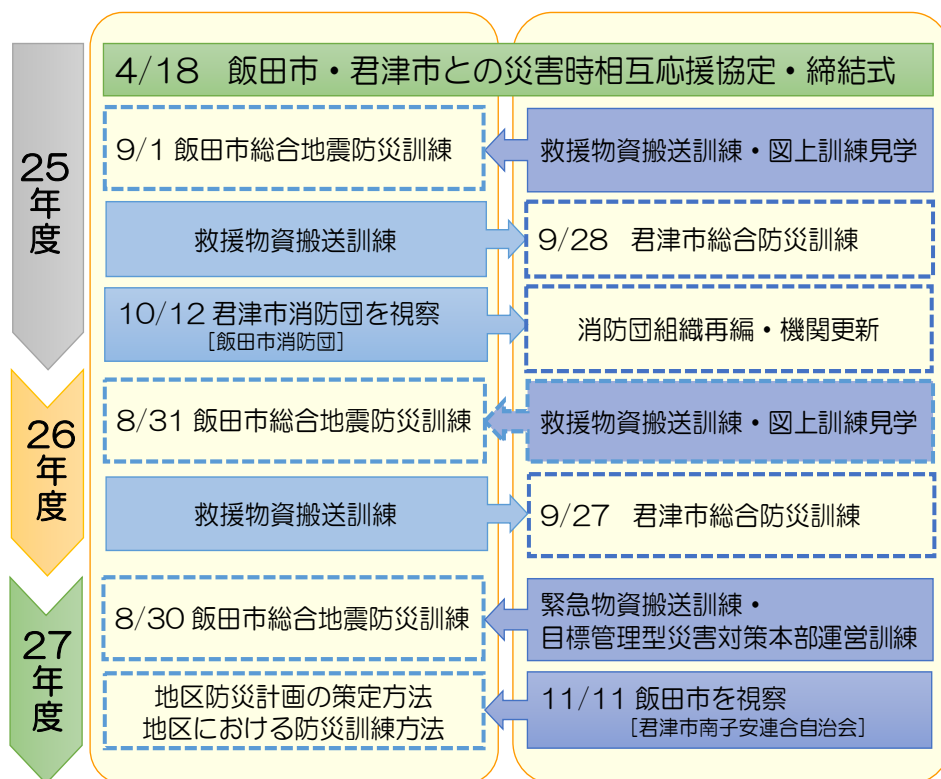 4/18 飯田市・君津市との災害時相互応援協定・締結式
25
年
度
9/1 飯田市総合地震防災訓練
救援物資搬送訓練・図上訓練見学
救援物資搬送訓練
9/28 君津市総合防災訓練
10/12 君津市消防団を視察
[飯田市消防団]
消防団組織再編・機関更新
26
年
度
8/31 飯田市総合地震防災訓練
救援物資搬送訓練・図上訓練見学
救援物資搬送訓練
9/27 君津市総合防災訓練
27
年
度
8/30 飯田市総合地震防災訓練
緊急物資搬送訓練・
目標管理型災害対策本部運営訓練
地区防災計画の策定方法
地区における防災訓練方法
11/11 飯田市を視察
[君津市南子安連合自治会]